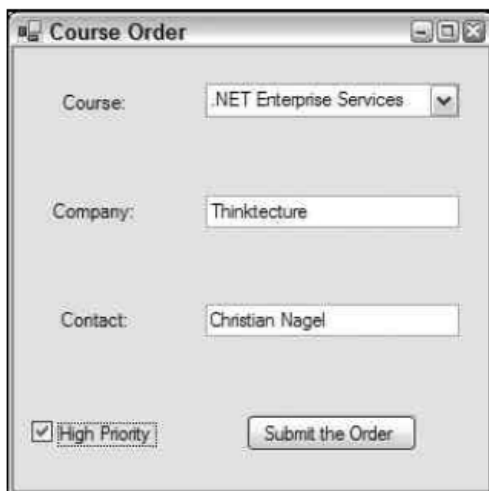 Course Order
Course: .NET Enterprise Services
Company: Thinktecture
Contact: Christian Nagel
High Priority Submit the Order